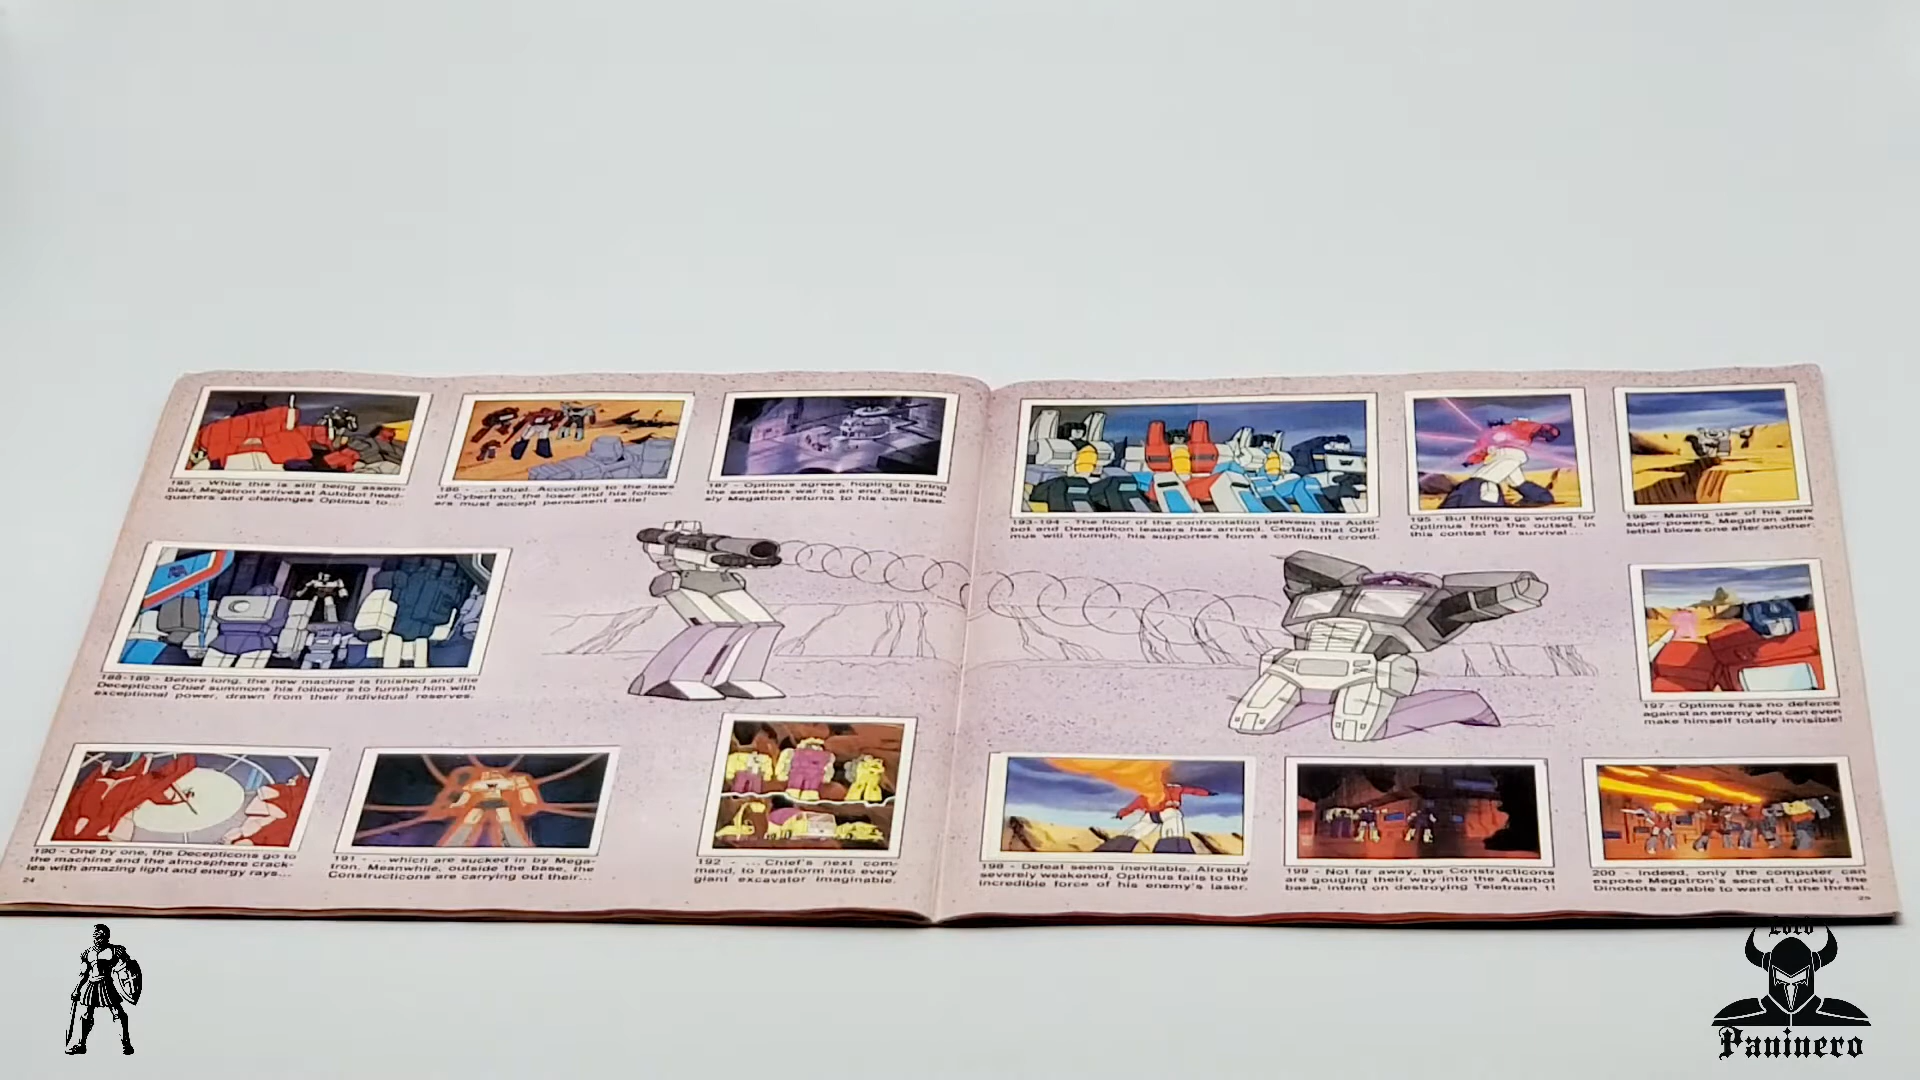 185 - While this is still being assem-
bled, Megatron arrives at Autobot head-
quarters and challenges Optimus to...
186 - ...a duel. According to the laws
of Cybertron, the loser and his follow-
ers must accept permanent exile!
187 - Optimus agrees, hoping to bring
the senseless war to an end. Satisfied,
sly Megatron returns to his own base.
188-189 - Before long, the new machine is finished and the
Decepticon Chief summons his followers to furnish him with
exceptional power, drawn from their individual reserves.
190 - One by one, the Decepticons go to
the machine and the atmosphere crack-
les with amazing light and energy rays...
24
191 - ...which are sucked in by Mega-
tron. Meanwhile, outside the base, the
Constructicons are carrying out their...
192 - ...Chief's next com-
mand, to transform into every
giant excavator imaginable.
193-194 - The hour of the confrontation between the Auto-
bot and Decepticon leaders has arrived. Certain that Opti-
mus will triumph, his supporters form a confident crowd.
195 - But things go wrong for
Optimus from the outset, in
this contest for survival...
196 - Making use of his new
super-powers, Megatron deals
lethal blows one after another.
197 - Optimus has no defence
against an enemy who can even
make himself totally invisible!
198 - Defeat seems inevitable. Already
severely weakened, Optimus falls to the
incredible force of his enemy's laser.
199 - Not far away, the Constructicons
are gouging their way into the Autobot
base, intent on destroying Teletraan 1!
200 - Indeed, only the computer can
expose Megatron's secret. Luckily, the
Dinobots are able to ward off the threat.
25
Paninero